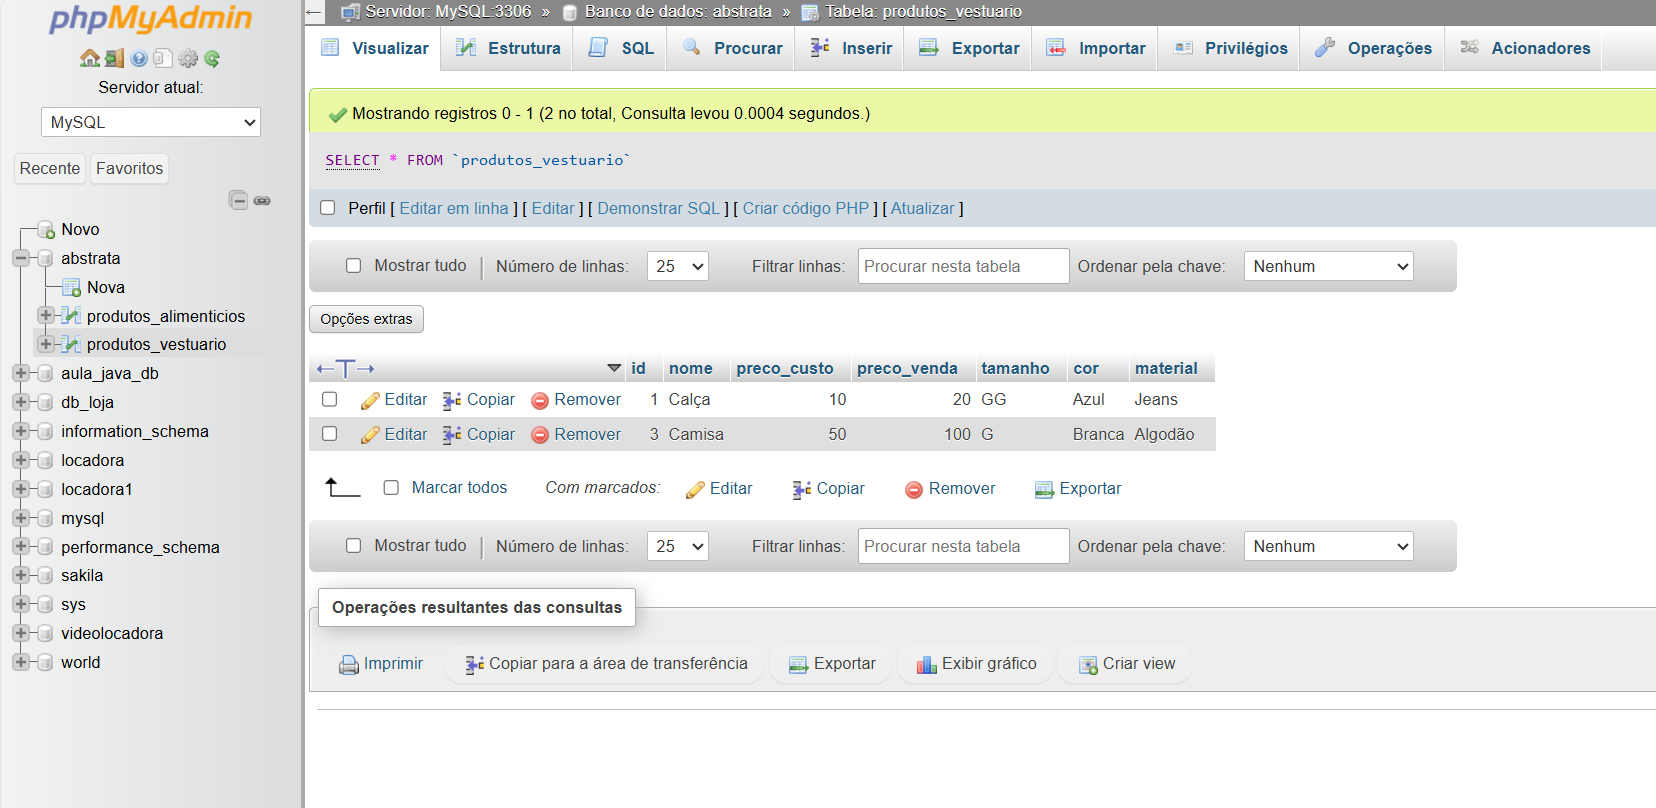 phpMyAdmin
Servidor atual:
MySQL
Recente Favoritos
Novo
abstrata
Nova
produtos_alimenticios
produtos_vestuario
aula_java_db
db_loja
information_schema
locadora
locadora1
mysql
performance_schema
sakila
sys
videolocadora
world
Servidor: MySQL:3306 » Banco de dados: abstrata » Tabela: produtos_vestuario
Visualizar Estrutura SQL Procurar Inserir Exportar Importar Privilégios Operações Acionadores
Mostrando registros 0 - 1 (2 no total, Consulta levou 0.0004 segundos.)
SELECT * FROM `produtos_vestuario`
Perfil [ Editar em linha ] [ Editar ] [ Demonstrar SQL ] [ Criar código PHP ] [ Atualizar ]
Mostrar tudo | Número de linhas: 25 Filtrar linhas: Procurar nesta tabela Ordenar pela chave: Nenhum
Opções extras
←T→ id nome preco_custo preco_venda tamanho cor material
Editar Copiar Remover 1 Calça 10 20 GG Azul Jeans
Editar Copiar Remover 3 Camisa 50 100 G Branca Algodão
Marcar todos Com marcados: Editar Copiar Remover Exportar
Mostrar tudo | Número de linhas: 25 Filtrar linhas: Procurar nesta tabela Ordenar pela chave: Nenhum
Operações resultantes das consultas
Imprimir Copiar para a área de transferência Exportar Exibir gráfico Criar view